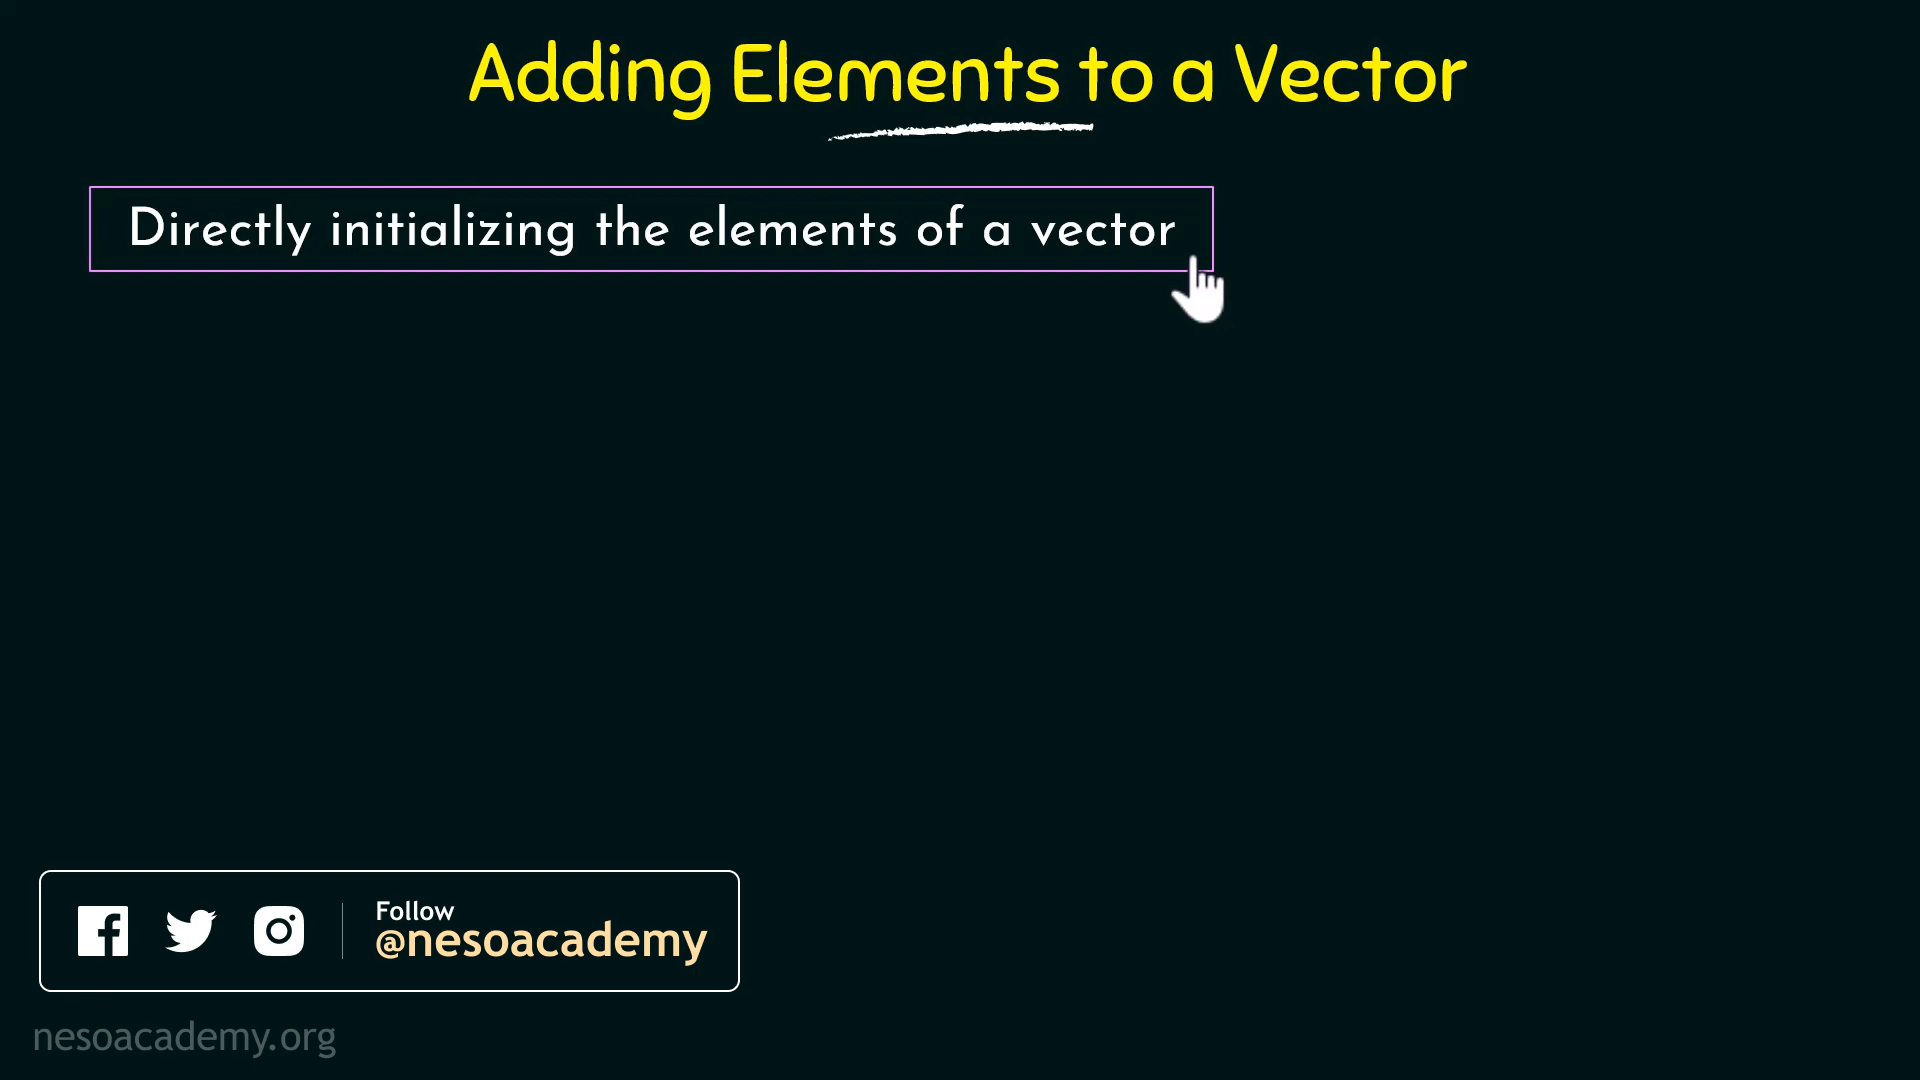 Adding Elements to a Vector
Directly initializing the elements of a vector
Follow
@nesoacademy
nesoacademy.org